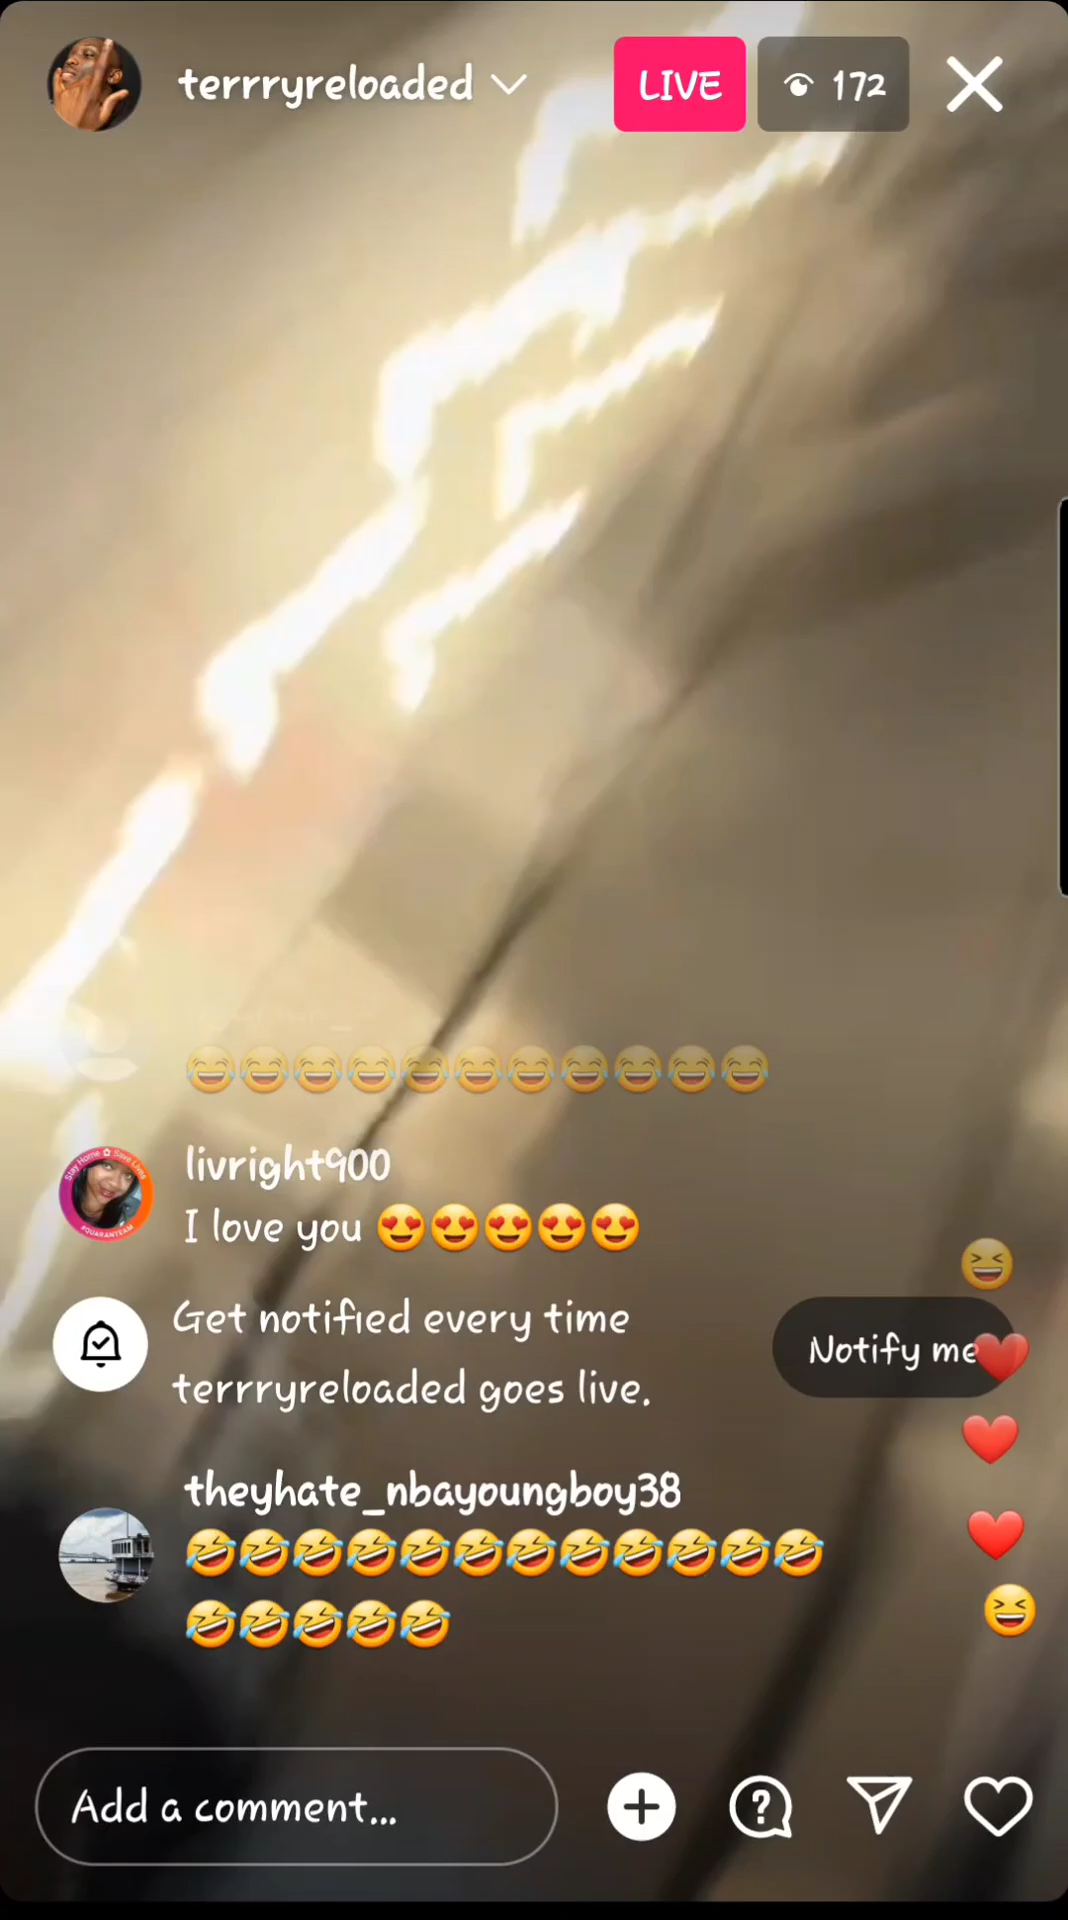 terrryreloaded
LIVE
172
😂😂😂😂😂😂😂😂😂😂😂
livright900
I love you 😍😍😍😍😍
Get notified every time
terrryreloaded goes live.
Notify me
theyhate_nbayoungboy38
🤣🤣🤣🤣🤣🤣🤣🤣🤣🤣🤣🤣
🤣🤣🤣🤣🤣
Add a comment...